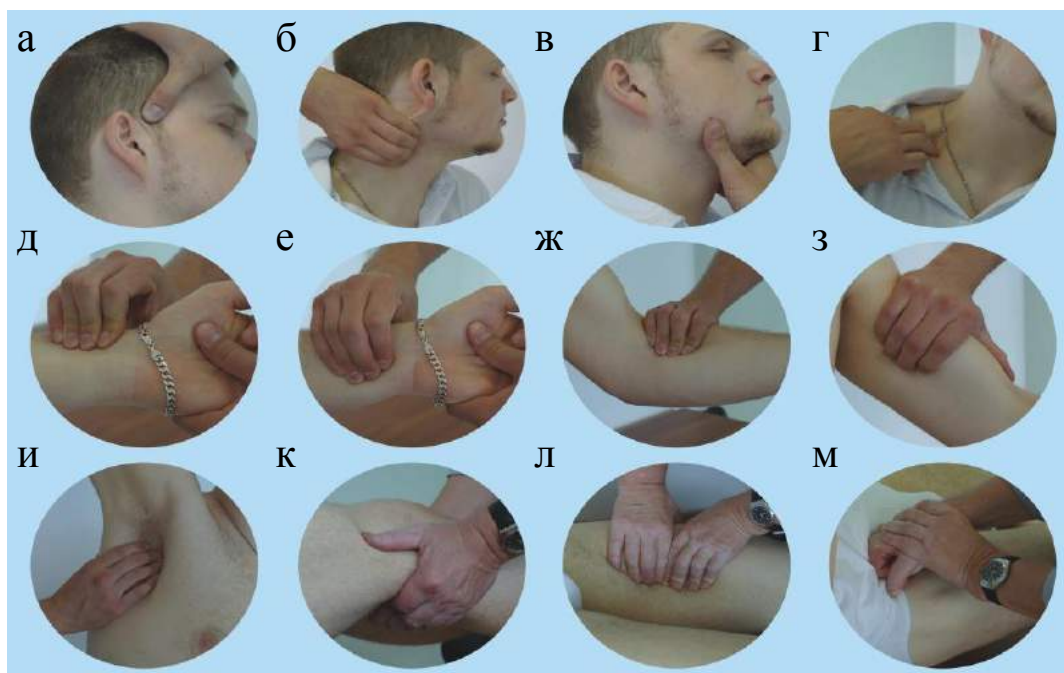 а б в г
д е ж з
и к л м